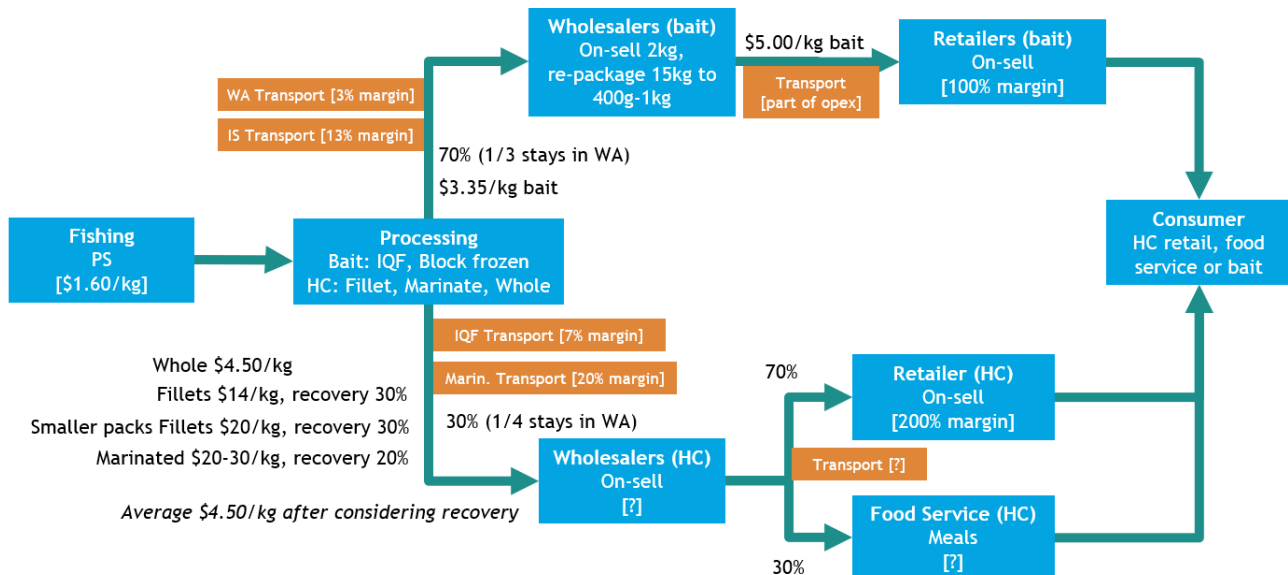 Wholesalers (bait)
On-sell 2kg,
re-package 15kg to
400g-1kg
$5.00/kg bait
Transport
[part of opex]
Retailers (bait)
On-sell
[100% margin]
WA Transport [3% margin]
IS Transport [13% margin]
70% (1/3 stays in WA)
$3.35/kg bait
Fishing
PS
[$1.60/kg]
Processing
Bait: IQF, Block frozen
HC: Fillet, Marinate, Whole
Consumer
HC retail, food
service or bait
IQF Transport [7% margin]
Marin. Transport [20% margin]
Whole $4.50/kg
Fillets $14/kg, recovery 30%
Smaller packs Fillets $20/kg, recovery 30%
Marinated $20-30/kg, recovery 20%
Average $4.50/kg after considering recovery
30% (1/4 stays in WA)
Wholesalers (HC)
On-sell
[?]
70%
Retailer (HC)
On-sell
[200% margin]
Transport [?]
Food Service (HC)
Meals
[?]
30%